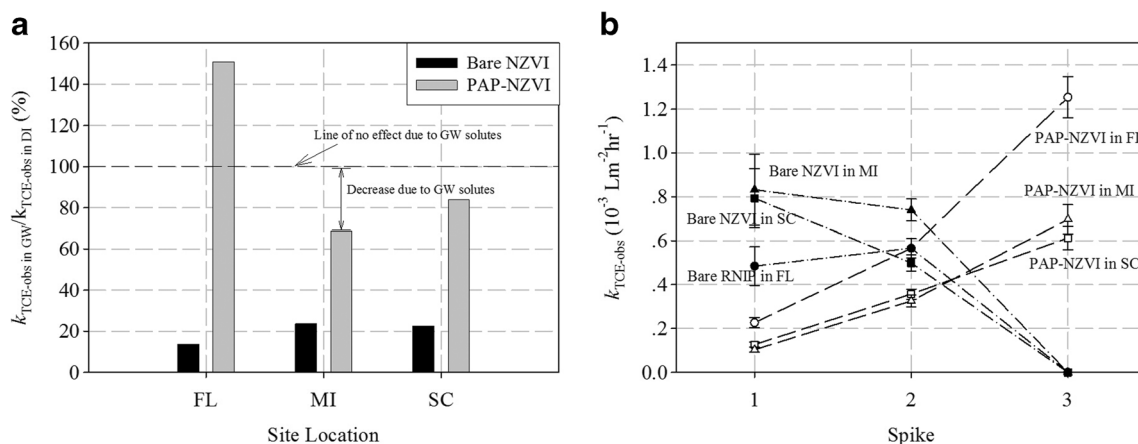 a
kTCE-obs in GW/kTCE-obs in DI (%)
160
140
120
100
80
60
40
20
0
Bare NZVI
PAP-NZVI
Line of no effect due to GW solutes
Decrease due to GW solutes
FL MI SC
Site Location
b
kTCE-obs (10-3 Lm-2hr-1)
1.4
1.2
1.0
.8
.6
.4
.2
0.0
PAP-NZVI in FL
Bare NZVI in MI
PAP-NZVI in MI
Bare NZVI in SC
PAP-NZVI in SC
Bare RNIP in FL
1 2 3
Spike